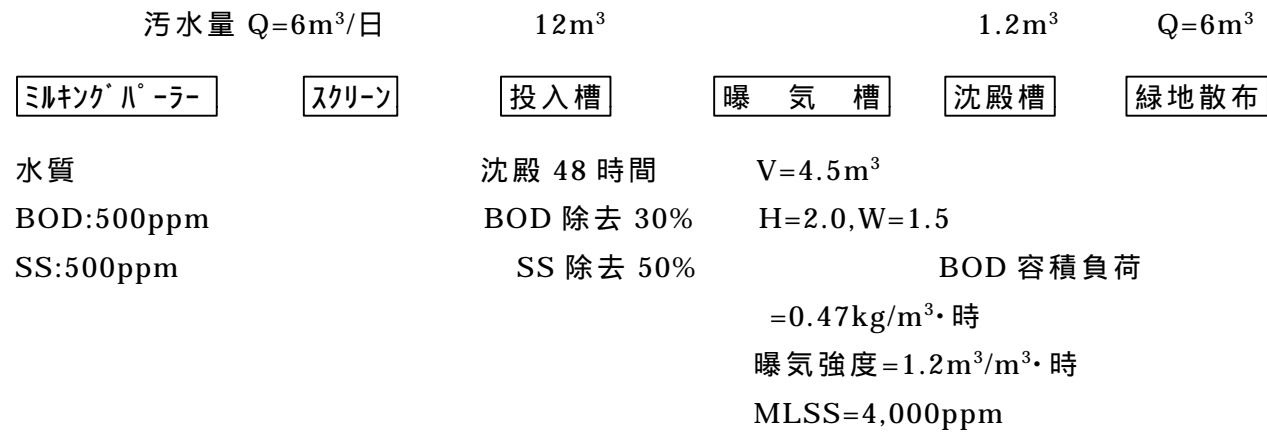 汚水量 Q=6m³/日 12m³ 1.2m³ Q=6m³
ﾐﾙｷﾝｸﾞﾊﾟｰﾗｰ ｽｸﾘｰﾝ 投入槽 曝 気 槽 沈殿槽 緑地散布
水質 沈殿 48 時間 V=4.5m³
BOD:500ppm BOD 除去 30% H=2.0,W=1.5
SS:500ppm SS 除去 50% BOD 容積負荷
=0.47kg/m³･時
曝気強度=1.2m³/m³･時
MLSS=4,000ppm